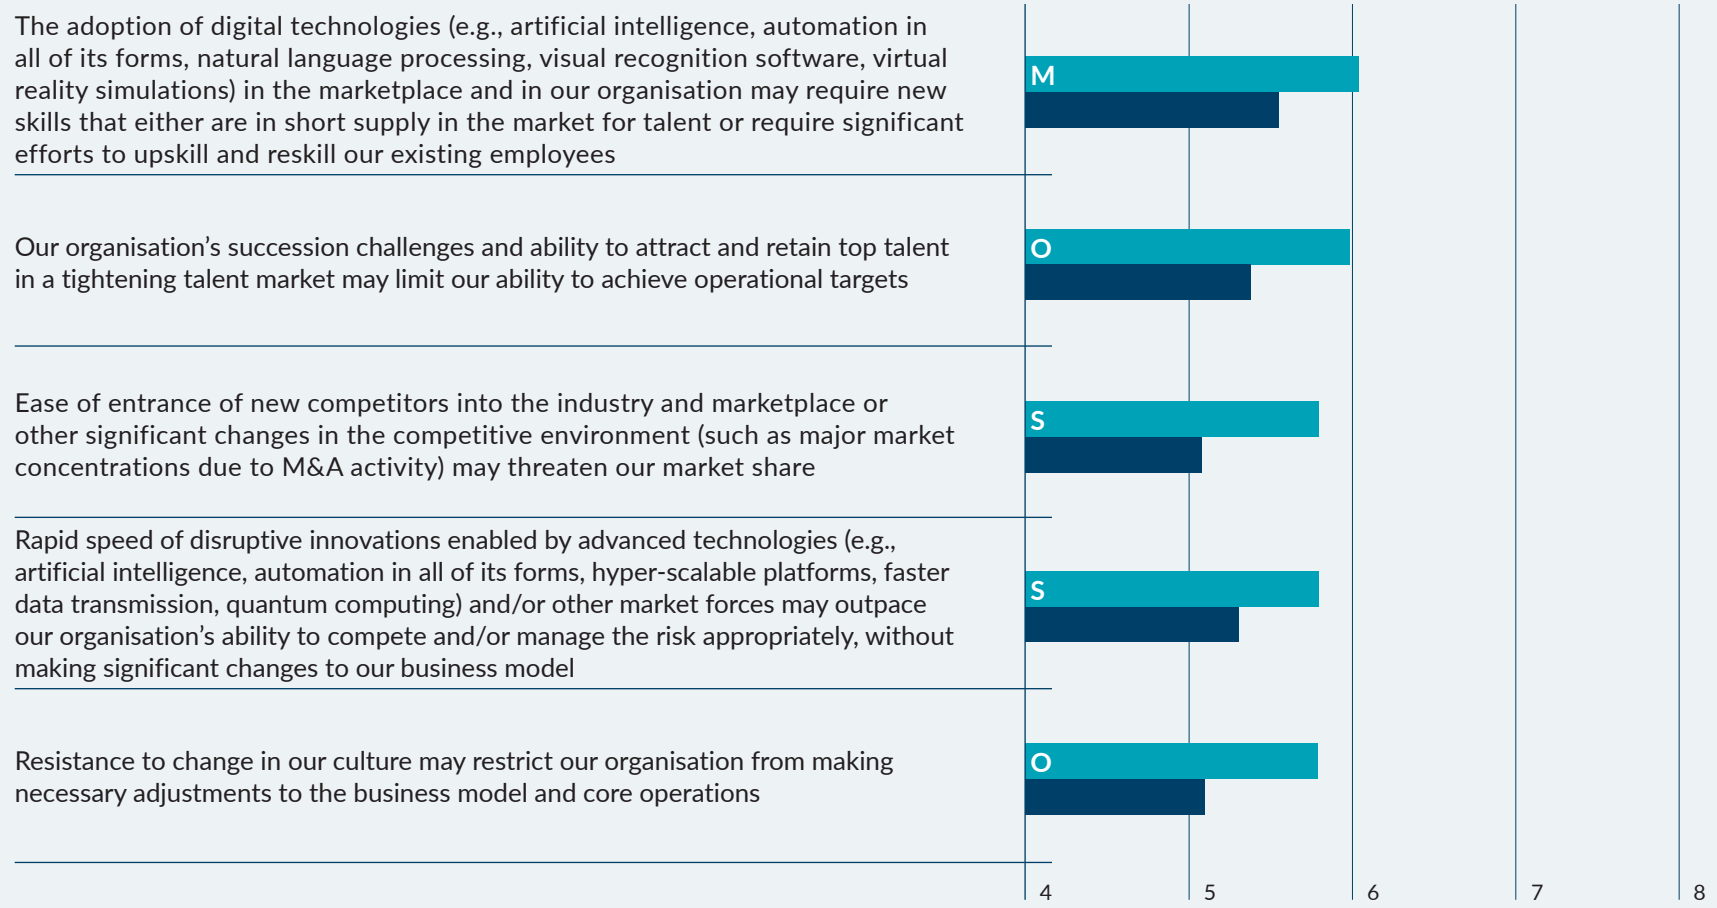 The adoption of digital technologies (e.g., artificial intelligence, automation in
all of its forms, natural language processing, visual recognition software, virtual
reality simulations) in the marketplace and in our organisation may require new
skills that either are in short supply in the market for talent or require significant
efforts to upskill and reskill our existing employees
M
Our organisation’s succession challenges and ability to attract and retain top talent
in a tightening talent market may limit our ability to achieve operational targets
O
Ease of entrance of new competitors into the industry and marketplace or
other significant changes in the competitive environment (such as major market
concentrations due to M&A activity) may threaten our market share
S
Rapid speed of disruptive innovations enabled by advanced technologies (e.g.,
artificial intelligence, automation in all of its forms, hyper-scalable platforms, faster
data transmission, quantum computing) and/or other market forces may outpace
our organisation’s ability to compete and/or manage the risk appropriately, without
making significant changes to our business model
S
Resistance to change in our culture may restrict our organisation from making
necessary adjustments to the business model and core operations
O
4 5 6 7 8